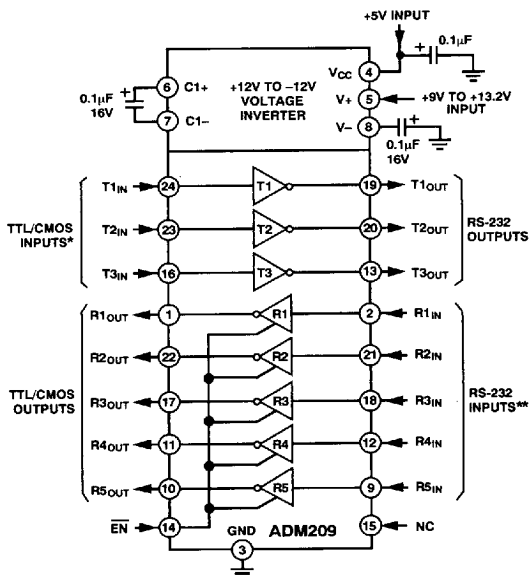 +5V INPUT
0.1µF
+
6 C1+ +12V TO –12V VCC 4
0.1µF + VOLTAGE V+ 5 +9V TO +13.2V
16V 7 C1– INVERTER INPUT
V– 8 +
0.1µF
16V
T1IN 24 T1 19 T1OUT
TTL/CMOS T2IN 23 T2 20 T2OUT RS-232
INPUTS* OUTPUTS
T3IN 16 T3 13 T3OUT
R1OUT 1 R1 2 R1IN
R2OUT 22 R2 21 R2IN
TTL/CMOS R3OUT 17 R3 18 R3IN RS-232
OUTPUTS INPUTS**
R4OUT 11 R4 12 R4IN
R5OUT 10 R5 9 R5IN
EN 14 GND ADM209 15 NC
3